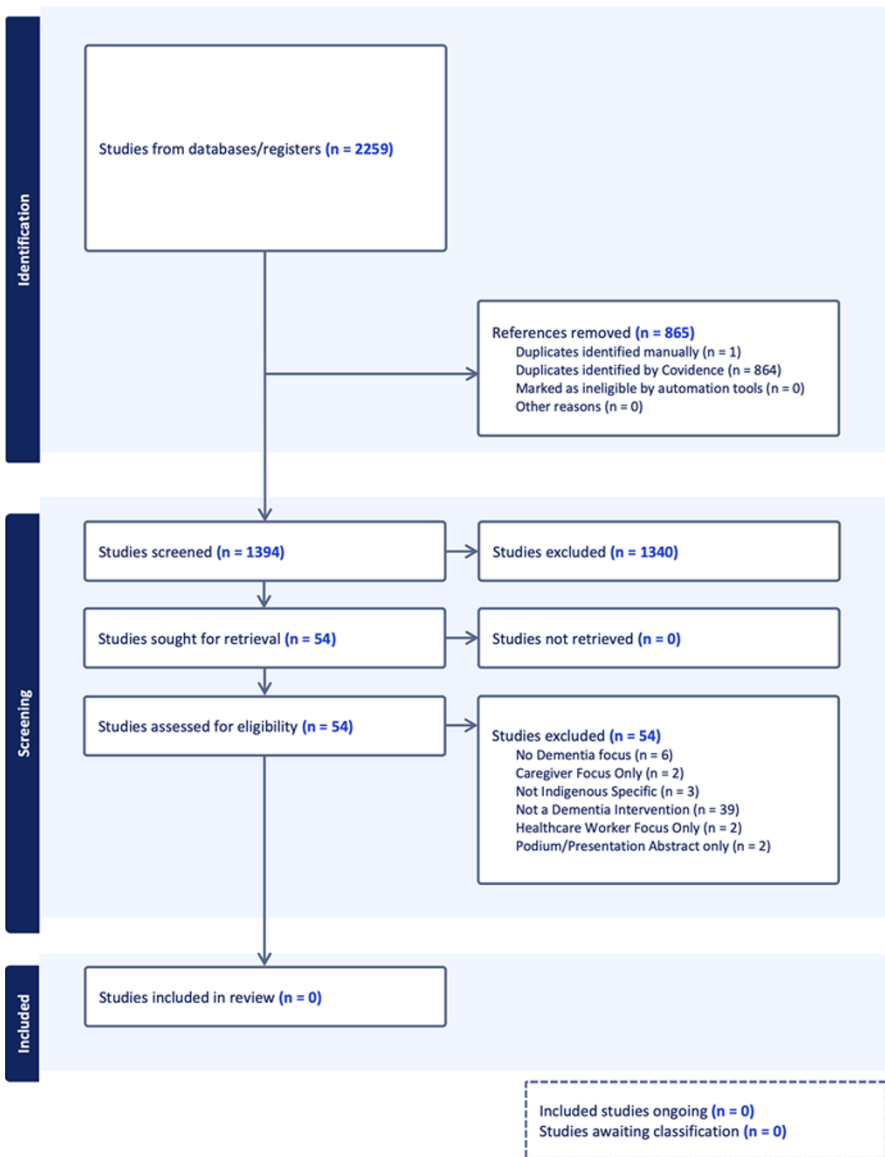 Identification
Studies from databases/registers (n = 2259)
References removed (n = 865)
Duplicates identified manually (n = 1)
Duplicates identified by Covidence (n = 864)
Marked as ineligible by automation tools (n = 0)
Other reasons (n = 0)
Screening
Studies screened (n = 1394)
Studies excluded (n = 1340)
Studies sought for retrieval (n = 54)
Studies not retrieved (n = 0)
Studies assessed for eligibility (n = 54)
Studies excluded (n = 54)
No Dementia focus (n = 6)
Caregiver Focus Only (n = 2)
Not Indigenous Specific (n = 3)
Not a Dementia Intervention (n = 39)
Healthcare Worker Focus Only (n = 2)
Podium/Presentation Abstract only (n = 2)
Included
Studies included in review (n = 0)
Included studies ongoing (n = 0)
Studies awaiting classification (n = 0)